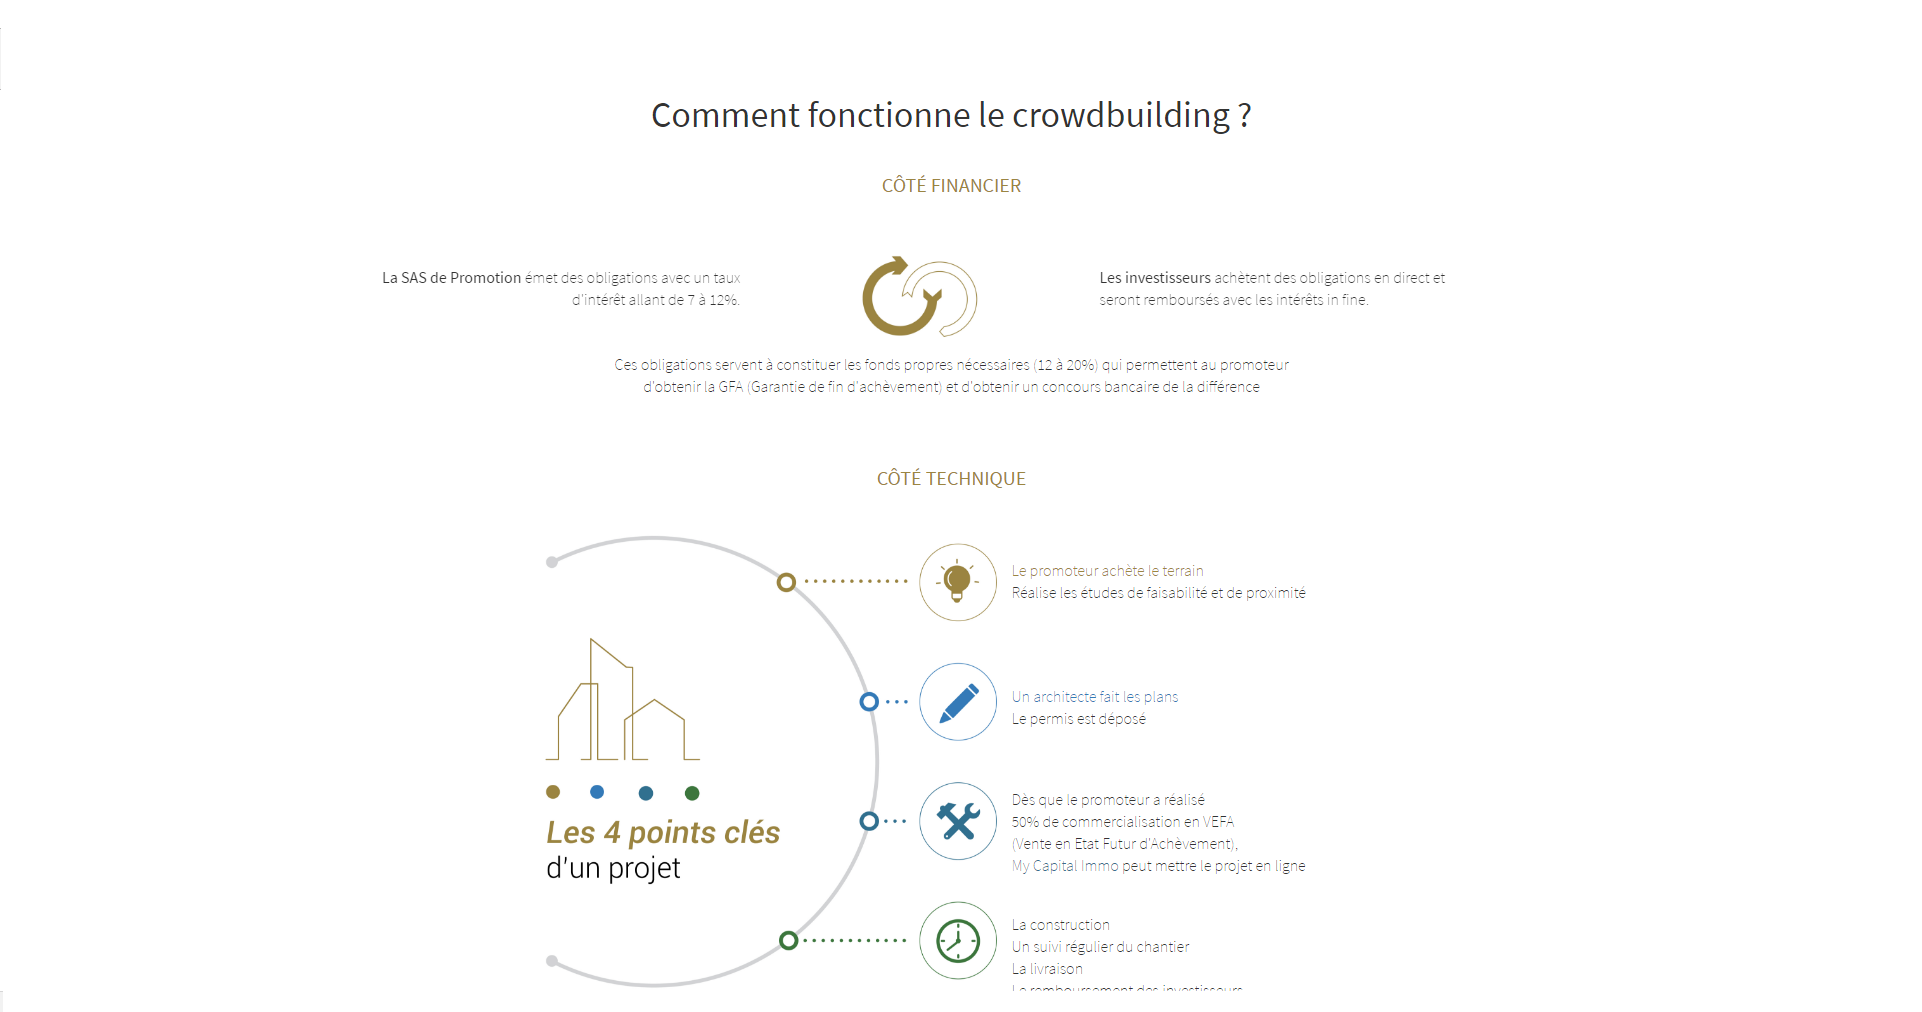 Comment fonctionne le crowdbuilding ?
CÔTÉ FINANCIER
La SAS de Promotion émet des obligations avec un taux
d'intérêt allant de 7 à 12%.
Les investisseurs achètent des obligations en direct et
seront remboursés avec les intérêts in fine.
Ces obligations servent à constituer les fonds propres nécessaires (12 à 20%) qui permettent au promoteur
d'obtenir la GFA (Garantie de fin d'achèvement) et d'obtenir un concours bancaire de la différence
CÔTÉ TECHNIQUE
Les 4 points clés
d'un projet
Le promoteur achète le terrain
Réalise les études de faisabilité et de proximité
Un architecte fait les plans
Le permis est déposé
Dès que le promoteur a réalisé
50% de commercialisation en VEFA
(Vente en Etat Futur d'Achèvement),
My Capital Immo peut mettre le projet en ligne
La construction
Un suivi régulier du chantier
La livraison
Le remboursement des investisseurs